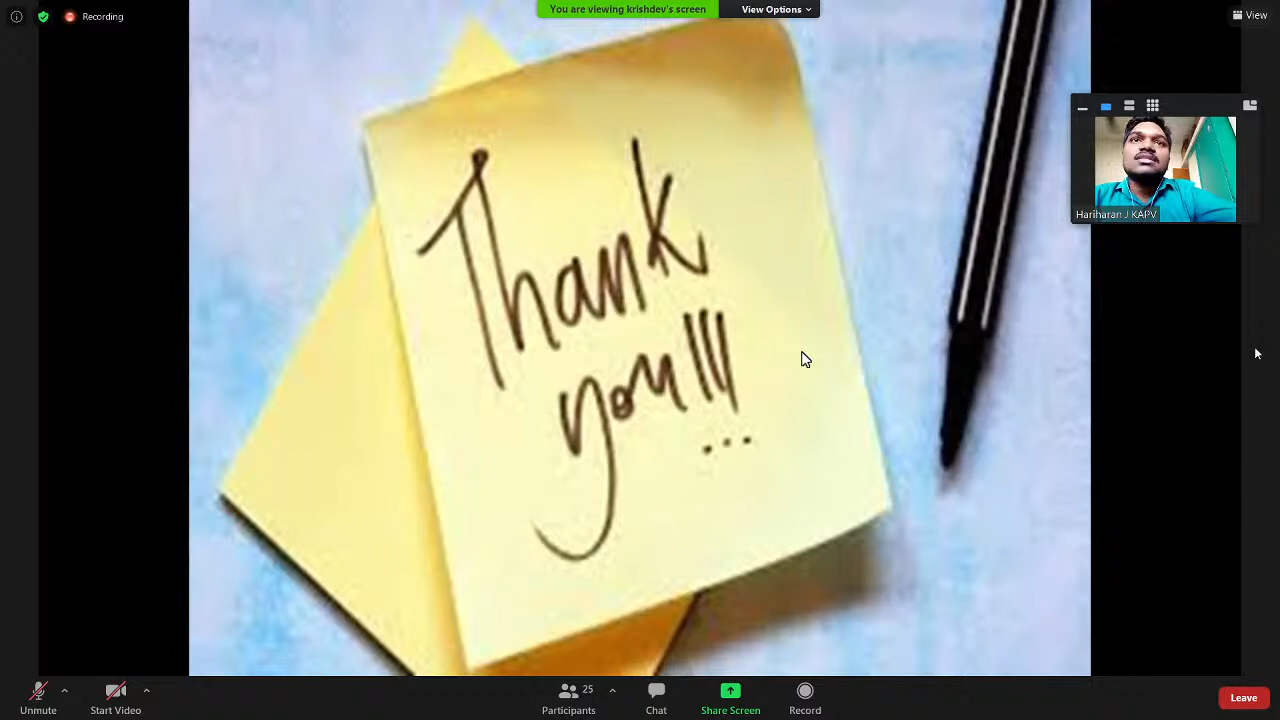 Recording
You are viewing krishdev's screen
View Options
View
Thank
you!!!
...
Hariharan J KAPV
Unmute
Start Video
25
Participants
Chat
Share Screen
Record
Leave